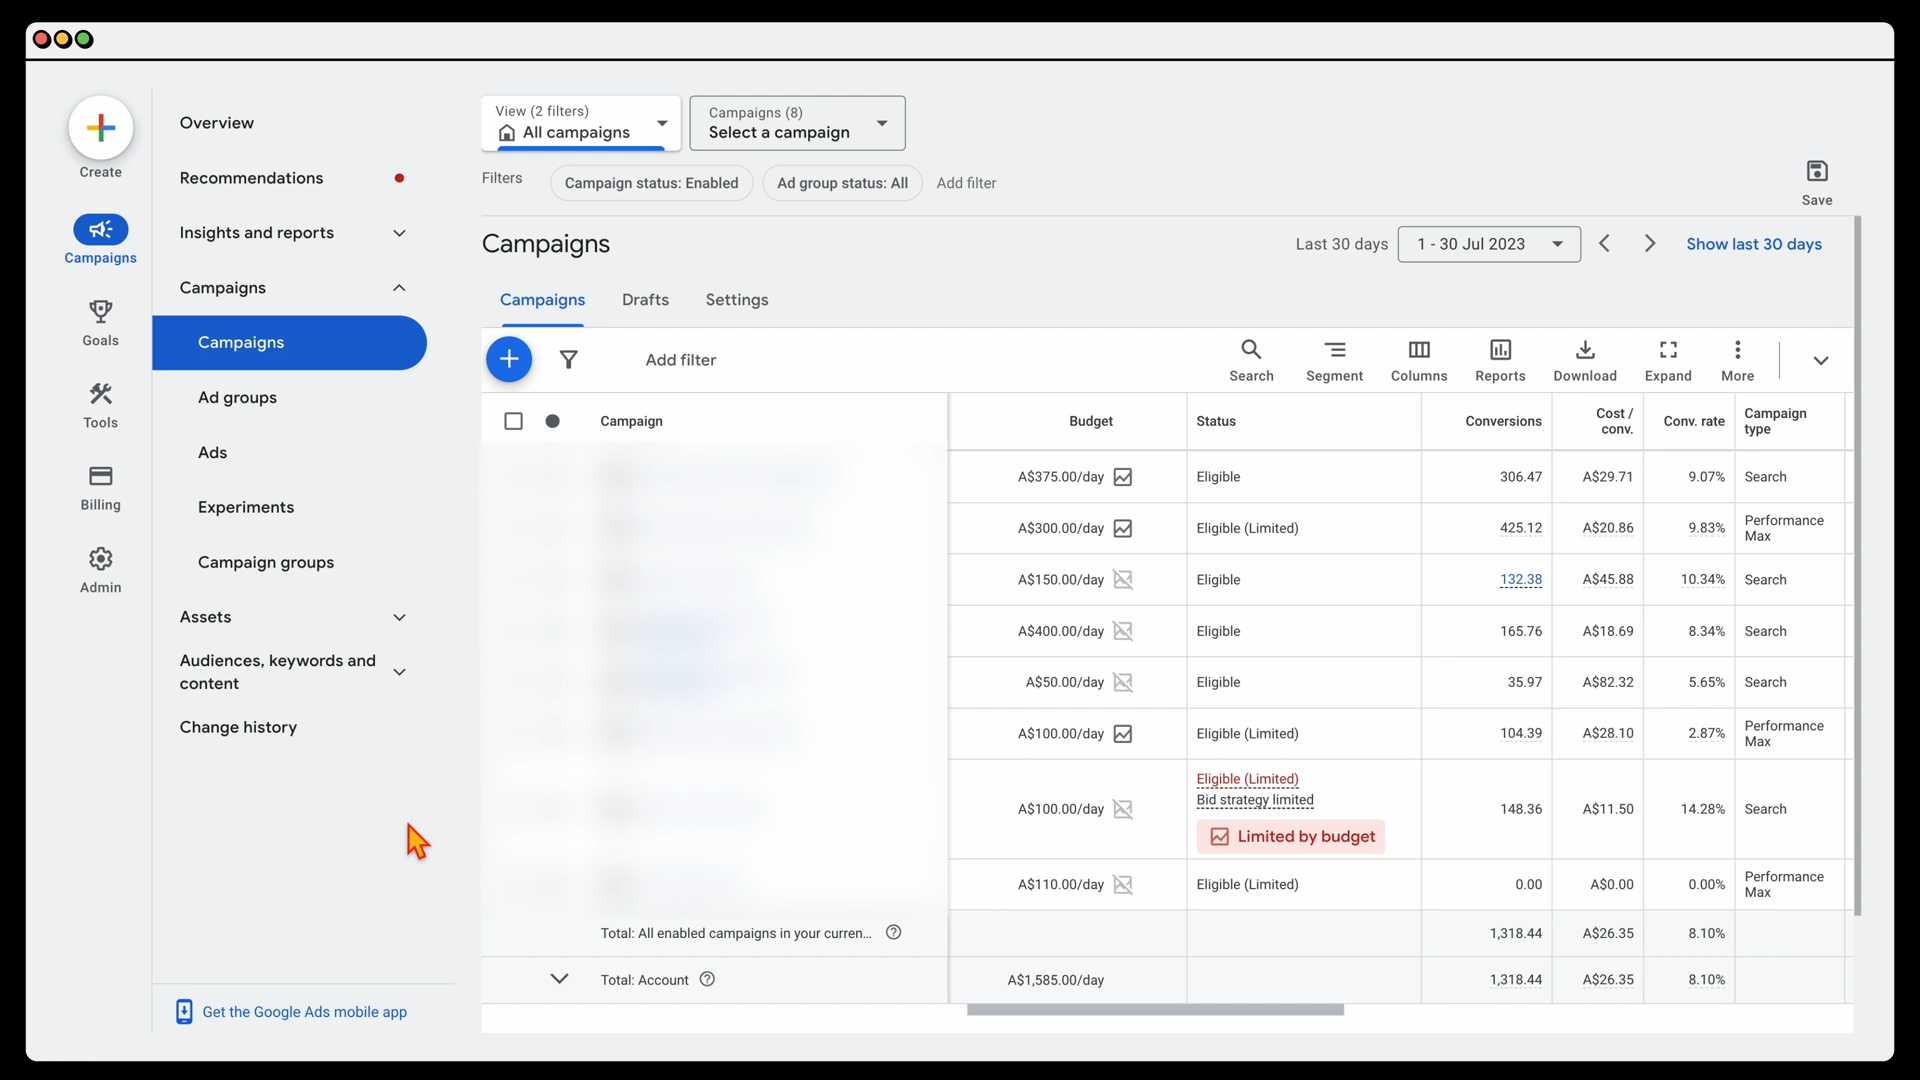 Create
Campaigns
Goals
Tools
Billing
Admin
Overview
Recommendations
Insights and reports
Campaigns
Campaigns
Ad groups
Ads
Experiments
Campaign groups
Assets
Audiences, keywords and
content
Change history
Get the Google Ads mobile app
View (2 filters)
All campaigns
Campaigns (8)
Select a campaign
Filters
Campaign status: Enabled
Ad group status: All
Add filter
Save
Campaigns
Last 30 days
1 - 30 Jul 2023
Show last 30 days
Campaigns
Drafts
Settings
Add filter
Search
Segment
Columns
Reports
Download
Expand
More
Campaign
Budget
Status
Conversions
Cost /
conv.
Conv. rate
Campaign
type
A$375.00/day
Eligible
306.47
A$29.71
9.07%
Search
A$300.00/day
Eligible (Limited)
425.12
A$20.86
9.83%
Performance
Max
A$150.00/day
Eligible
132.38
A$45.88
10.34%
Search
A$400.00/day
Eligible
165.76
A$18.69
8.34%
Search
A$50.00/day
Eligible
35.97
A$82.32
5.65%
Search
A$100.00/day
Eligible (Limited)
104.39
A$28.10
2.87%
Performance
Max
A$100.00/day
Eligible (Limited)
Bid strategy limited
Limited by budget
148.36
A$11.50
14.28%
Search
A$110.00/day
Eligible (Limited)
0.00
A$0.00
0.00%
Performance
Max
Total: All enabled campaigns in your curren...
1,318.44
A$26.35
8.10%
Total: Account
A$1,585.00/day
1,318.44
A$26.35
8.10%